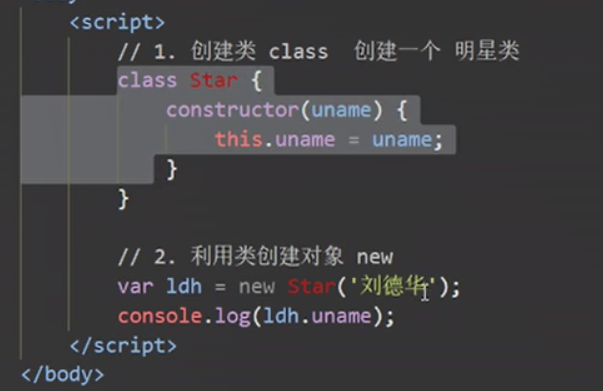 <script>
// 1. 创建类 class 创建一个 明星类
class Star {
constructor(uname) {
this.uname = uname;
}
}
// 2. 利用类创建对象 new
var ldh = new Star('刘德华');
console.log(ldh.uname);
</script>
</body>